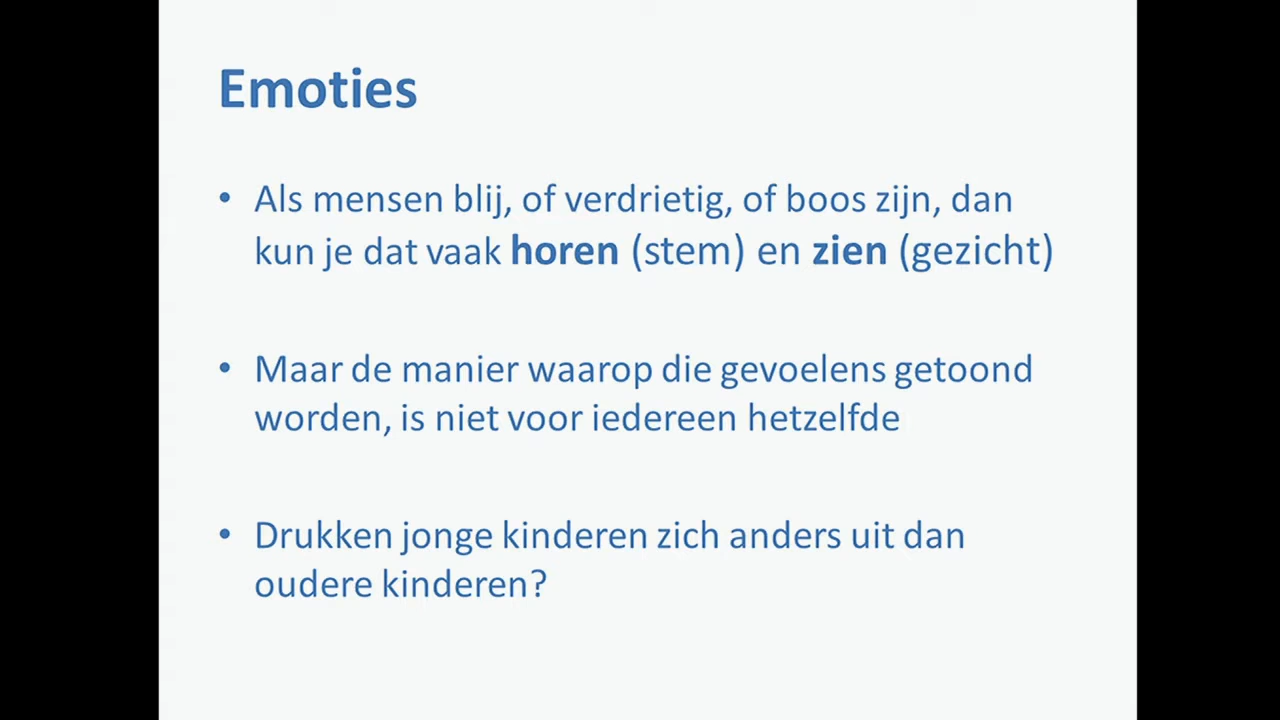 Emoties
• Als mensen blij, of verdrietig, of boos zijn, dan
kun je dat vaak horen (stem) en zien (gezicht)
• Maar de manier waarop die gevoelens getoond
worden, is niet voor iedereen hetzelfde
• Drukken jonge kinderen zich anders uit dan
oudere kinderen?